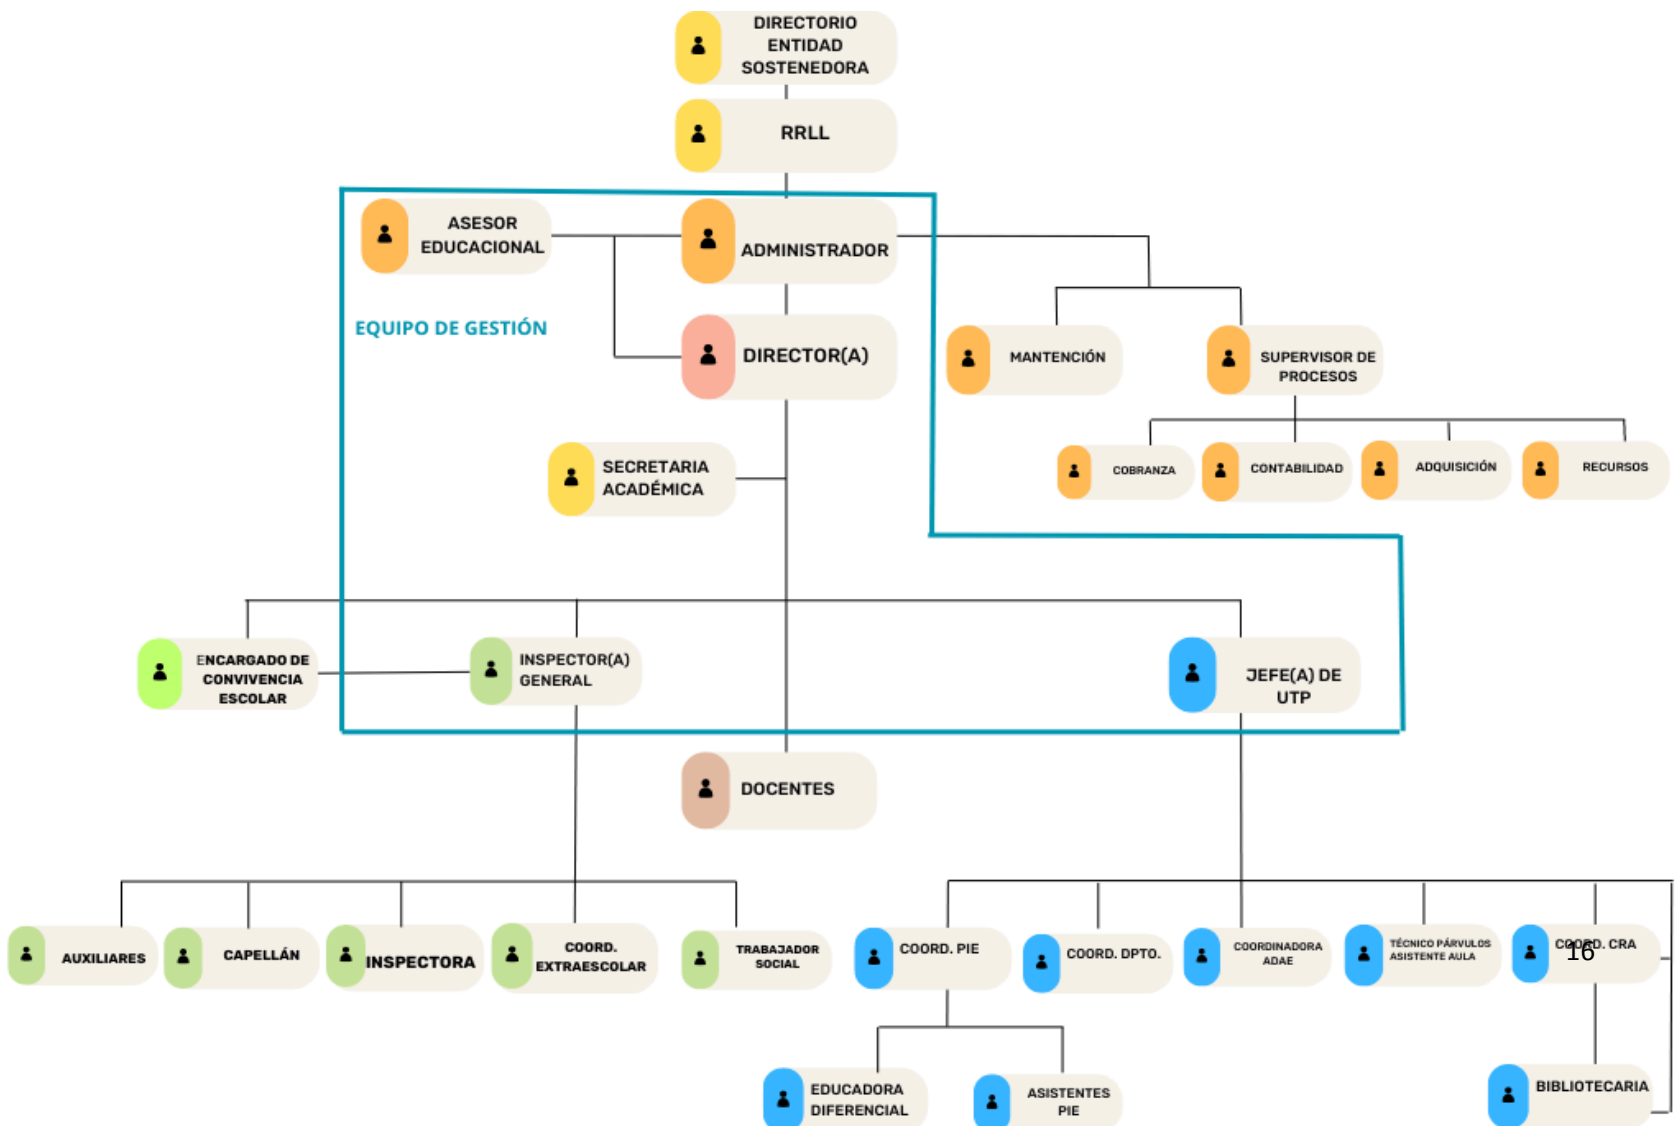 DIRECTORIO
ENTIDAD
SOSTENEDORA
RRLL
ASESOR
EDUCACIONAL
ADMINISTRADOR
EQUIPO DE GESTIÓN
DIRECTOR(A)
MANTENCIÓN
SUPERVISOR DE
PROCESOS
SECRETARIA
ACADÉMICA
COBRANZA
CONTABILIDAD
ADQUISICIÓN
RECURSOS
ENCARGADO DE
CONVIVENCIA
ESCOLAR
INSPECTOR(A)
GENERAL
JEFE(A) DE
UTP
DOCENTES
AUXILIARES
CAPELLÁN
INSPECTORA
COORD.
EXTRAESCOLAR
TRABAJADOR
SOCIAL
COORD. PIE
COORD. DPTO.
COORDINADORA
ADAE
TÉCNICO PÁRVULOS
ASISTENTE AULA
COORD. CRA
16
EDUCADORA
DIFERENCIAL
ASISTENTES
PIE
BIBLIOTECARIA